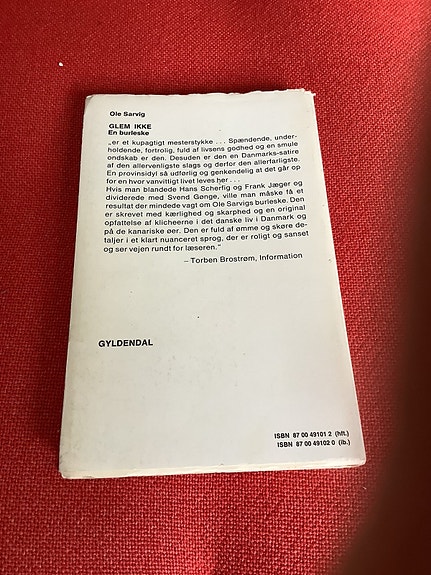 Ole Sarvig
GLEM IKKE
En burleske
„er et kupagtigt mesterstykke . . . Spændende, under-
holdende, fortrolig, fuld af livsens gødhed og en smule
ondskab er den. Desuden er den en Danmarks-satire
af den allervenligste slags og derfor den allerfarligste.
En provinsidyl så udførlig og genkendelig at det går op
for en hvor vanvittigt livet leves her . . .
Hvis man blandede Hans Scherfig og Frank Jæger og
dividerede med Svend Gønge, ville man måske få et
resultat der mindede vagt om Ole Sarvigs burleske. Den
er skrevet med kærlighed og skarphed og en original
opfattelse af klicheerne i det danske liv i Danmark og
på de kanariske øer. Den er fuld af ømme og skøre de-
taljer i et klart nuanceret sprog, der er roligt og sanset
og ser vejen rundt for læseren."
– Torben Brostrøm, Information
GYLDENDAL
ISBN 87 00 49101 2 (hft.)
ISBN 87 00 49102 0 (ib.)